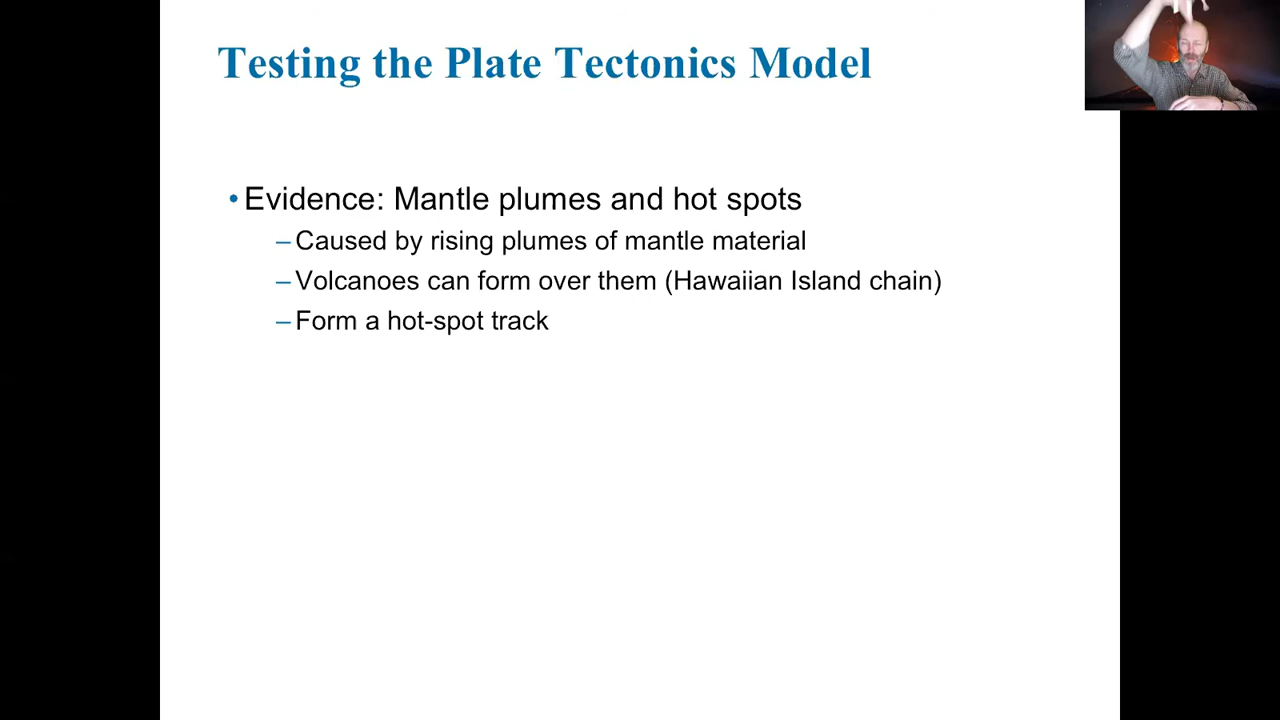 Testing the Plate Tectonics Model
• Evidence: Mantle plumes and hot spots
– Caused by rising plumes of mantle material
– Volcanoes can form over them (Hawaiian Island chain)
– Form a hot-spot track